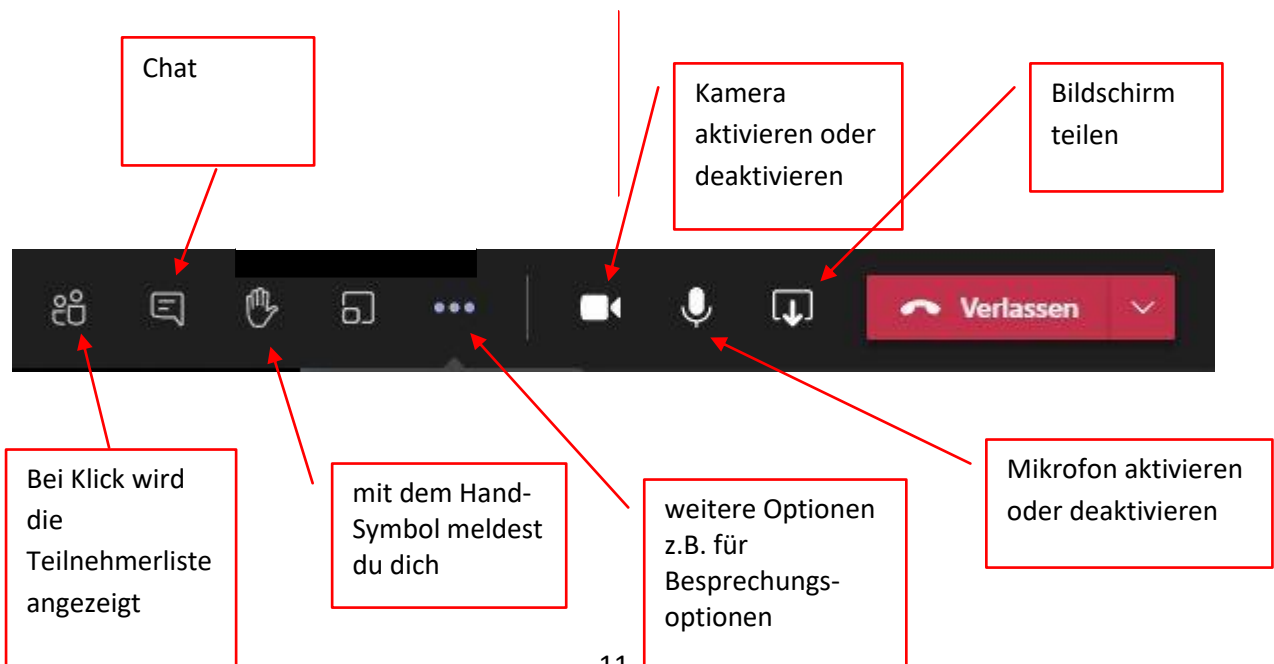 Chat
Kamera
aktivieren oder
deaktivieren
Bildschirm
teilen
Verlassen
Bei Klick wird
die
Teilnehmerliste
angezeigt
mit dem Hand-
Symbol meldest
du dich
weitere Optionen
z.B. für
Besprechungs-
optionen
Mikrofon aktivieren
oder deaktivieren
11